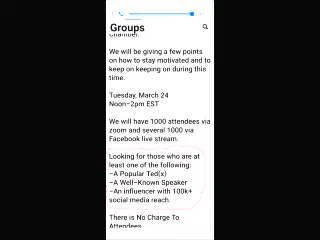 Groups
Chamber.
We will be giving a few points
on how to stay motivated and to
keep on keeping on during this
time.
Tuesday, March 24
Noon–2pm EST
We will have 1000 attendees via
zoom and several 1000 via
Facebook live stream.
Looking for those who are at
least one of the following:
–A Popular Ted(x)
–A Well–Known Speaker
–An influencer with 100k+
social media reach.
There is No Charge To
Attendees